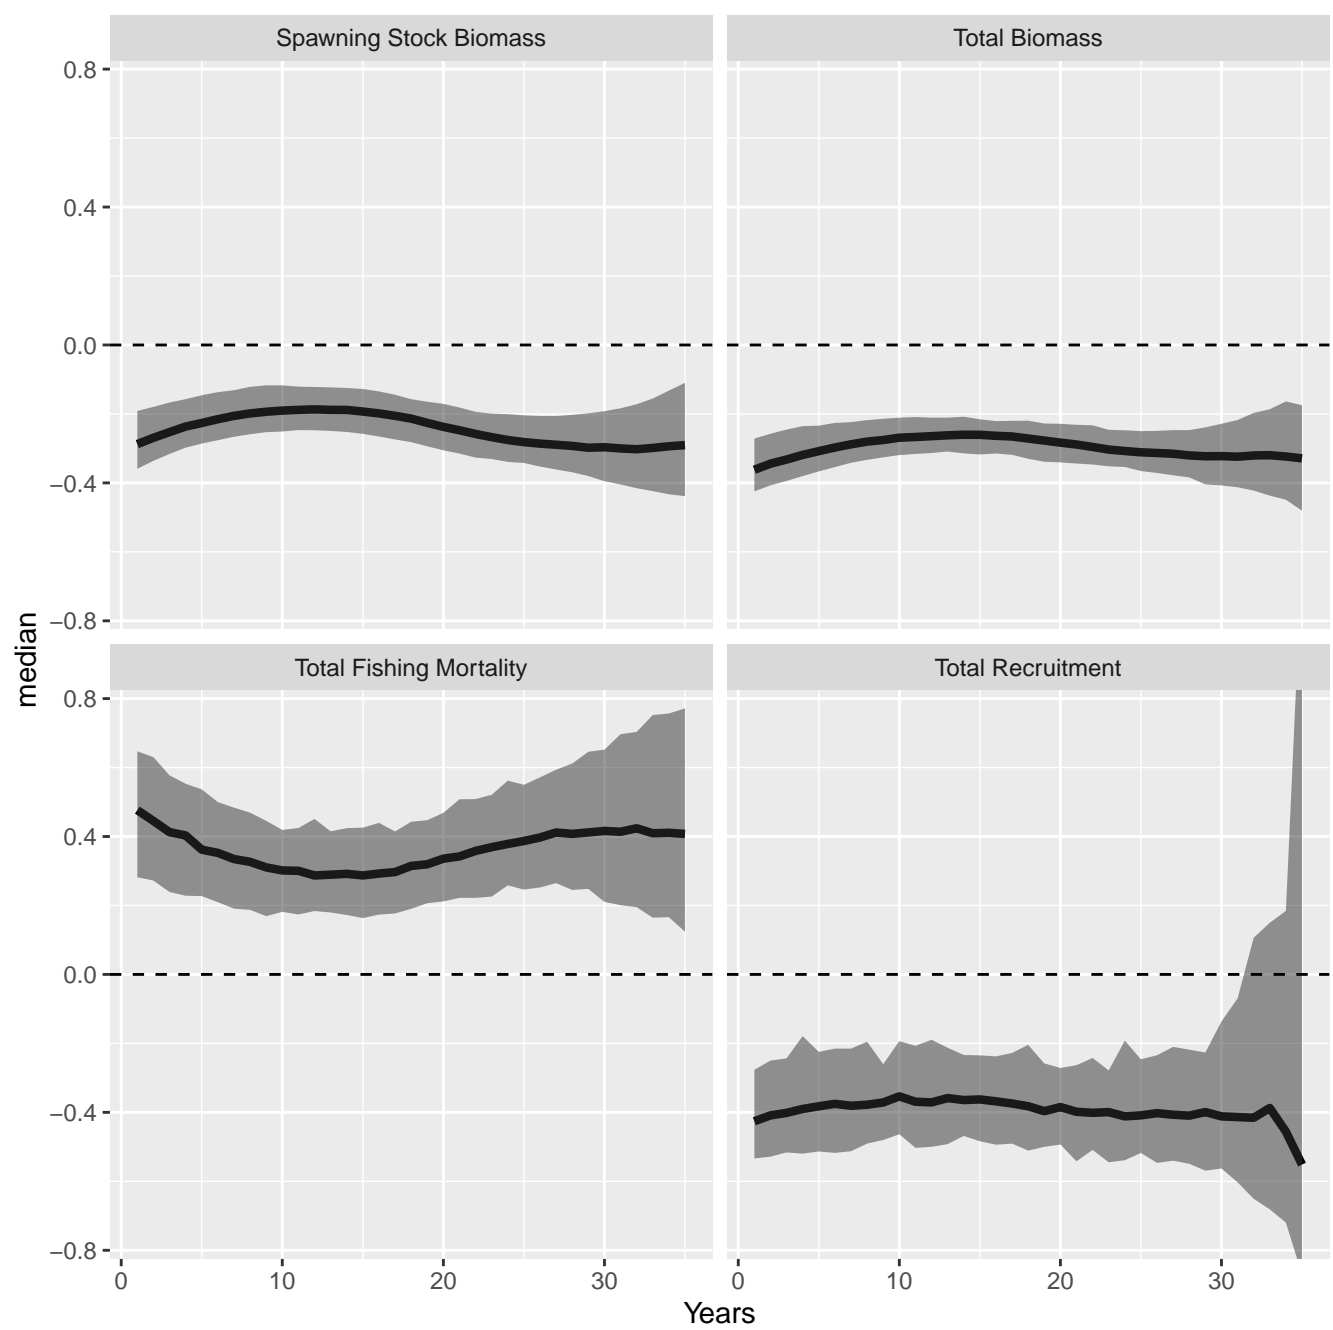 Spawning Stock Biomass
Total Biomass
0.8
0.4
0.0
−0.4
−0.8
Total Fishing Mortality
Total Recruitment
0.8
0.4
0.0
−0.4
−0.8
median
0 10 20 30
0 10 20 30
Years